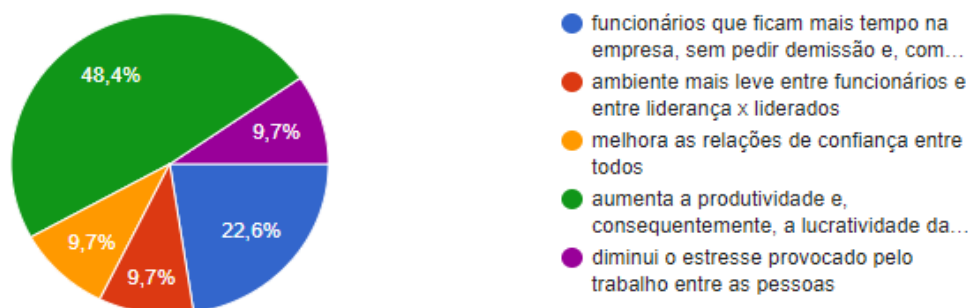 48,4%
9,7%
22,6%
9,7%
9,7%
funcionários que ficam mais tempo na
empresa, sem pedir demissão e, com...
ambiente mais leve entre funcionários e
entre liderança x liderados
melhora as relações de confiança entre
todos
aumenta a produtividade e,
consequentemente, a lucratividade da...
diminui o estresse provocado pelo
trabalho entre as pessoas